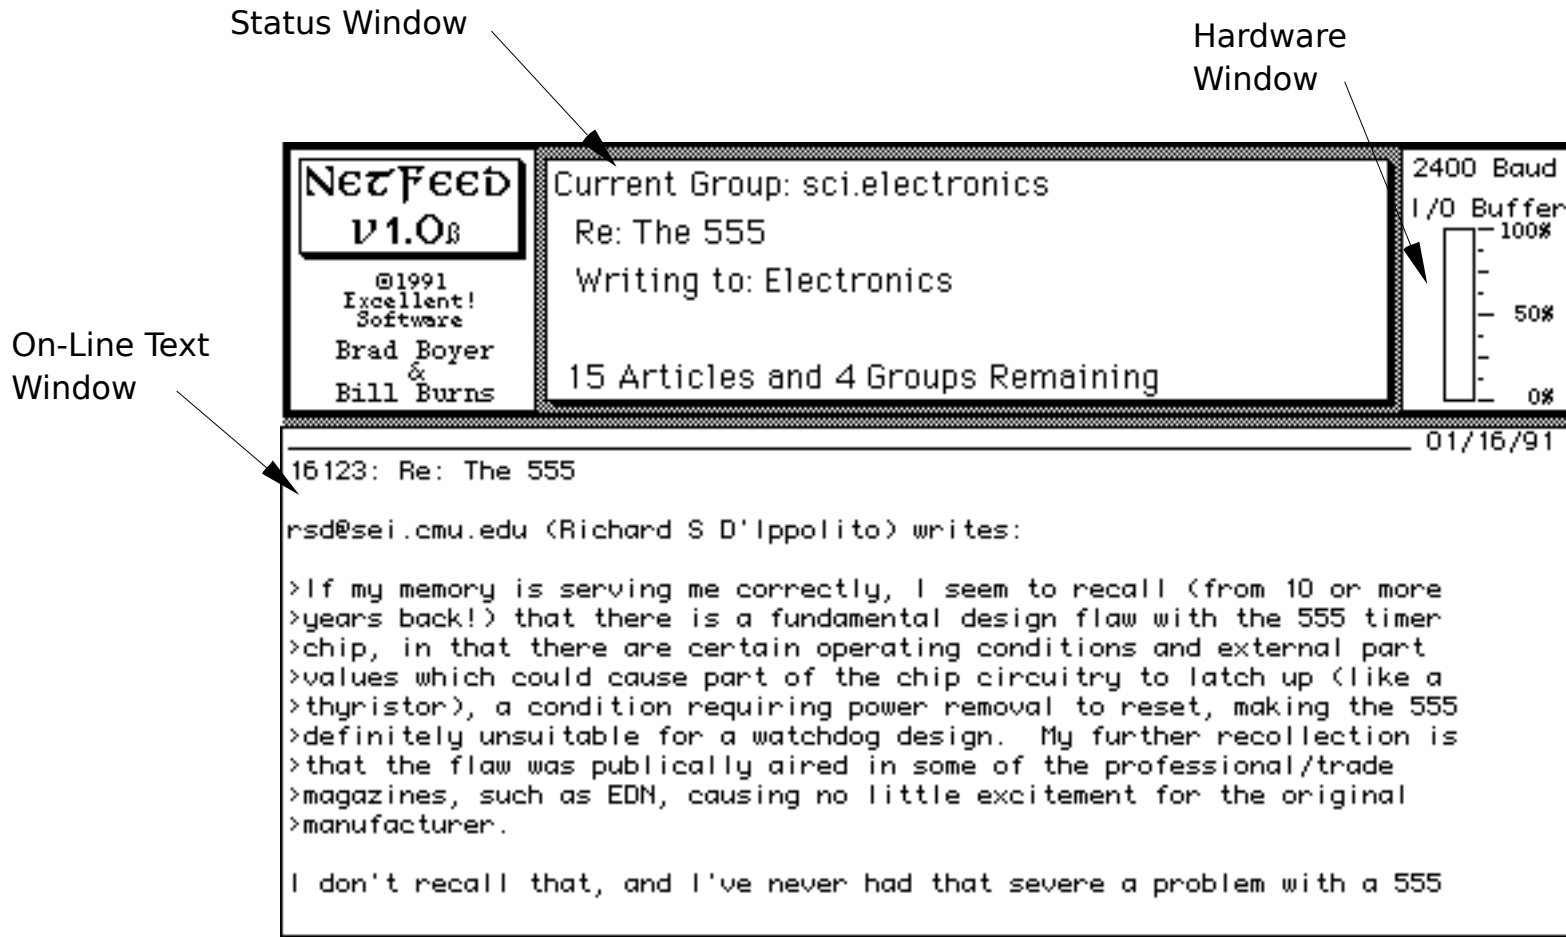 Status Window
Hardware
Window
NetFeed
v1.0β
©1991
Excellent!
Software
Brad Boyer
&
Bill Burns
Current Group: sci.electronics
Re: The 555
Writing to: Electronics
15 Articles and 4 Groups Remaining
2400 Baud
I/O Buffer
100%
50%
0%
On-Line Text
Window
01/16/91
16123: Re: The 555
rsd@sei.cmu.edu (Richard S D'Ippolito) writes:
>If my memory is serving me correctly, I seem to recall (from 10 or more
>years back!) that there is a fundamental design flaw with the 555 timer
>chip, in that there are certain operating conditions and external part
>values which could cause part of the chip circuitry to latch up (like a
>thyristor), a condition requiring power removal to reset, making the 555
>definitely unsuitable for a watchdog design.  My further recollection is
>that the flaw was publically aired in some of the professional/trade
>magazines, such as EDN, causing no little excitement for the original
>manufacturer.
I don't recall that, and I've never had that severe a problem with a 555